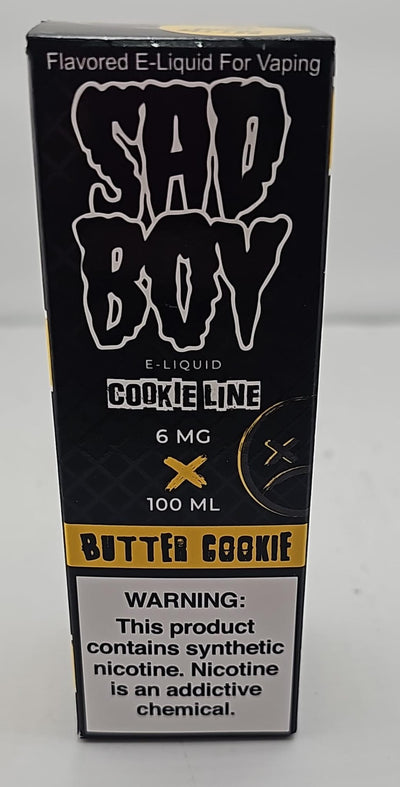 Flavored E-Liquid For Vaping
SAD
BOY
E-LIQUID
COOKIE LINE
6 MG
100 ML
BUTTER COOKIE
WARNING:
This product
contains synthetic
nicotine. Nicotine
is an addictive
chemical.